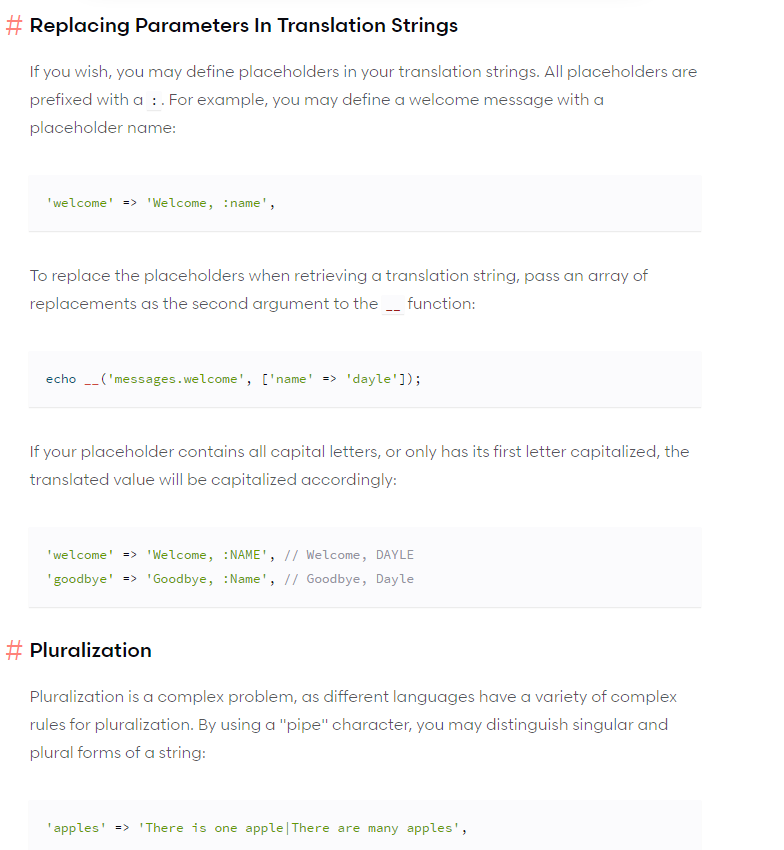 # Replacing Parameters In Translation Strings
If you wish, you may define placeholders in your translation strings. All placeholders are
prefixed with a :. For example, you may define a welcome message with a
placeholder name:
'welcome' => 'Welcome, :name',
To replace the placeholders when retrieving a translation string, pass an array of
replacements as the second argument to the __ function:
echo __('messages.welcome', ['name' => 'dayle']);
If your placeholder contains all capital letters, or only has its first letter capitalized, the
translated value will be capitalized accordingly:
'welcome' => 'Welcome, :NAME', // Welcome, DAYLE
'goodbye' => 'Goodbye, :Name', // Goodbye, Dayle
# Pluralization
Pluralization is a complex problem, as different languages have a variety of complex
rules for pluralization. By using a "pipe" character, you may distinguish singular and
plural forms of a string:
'apples' => 'There is one apple|There are many apples',